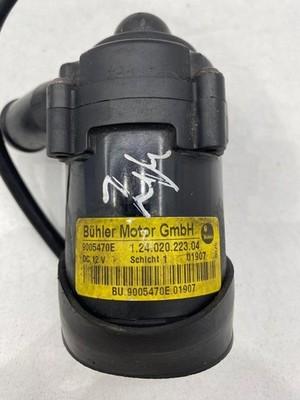 Bühler Motor GmbH
9005470E 1.24.020.223.04
DC 12 V Schicht 1 01907
BU 9005470E 01907